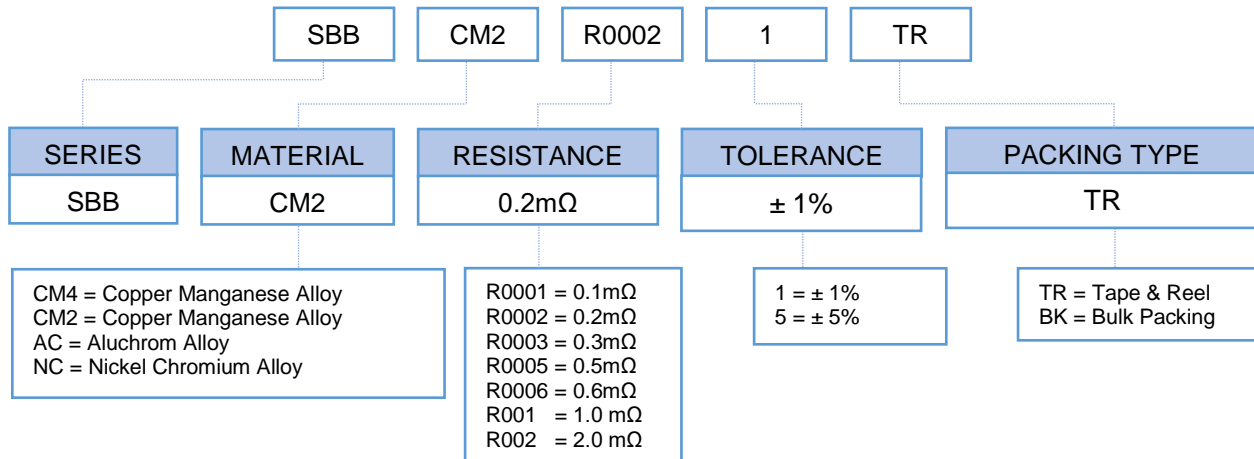 SBB CM2 R0002 1 TR
SERIES MATERIAL RESISTANCE TOLERANCE PACKING TYPE
SBB CM2 0.2mΩ ± 1% TR
CM4 = Copper Manganese Alloy
CM2 = Copper Manganese Alloy
AC = Aluchrom Alloy
NC = Nickel Chromium Alloy
R0001 = 0.1mΩ
R0002 = 0.2mΩ
R0003 = 0.3mΩ
R0005 = 0.5mΩ
R0006 = 0.6mΩ
R001 = 1.0 mΩ
R002 = 2.0 mΩ
1 = ± 1%
5 = ± 5%
TR = Tape & Reel
BK = Bulk Packing